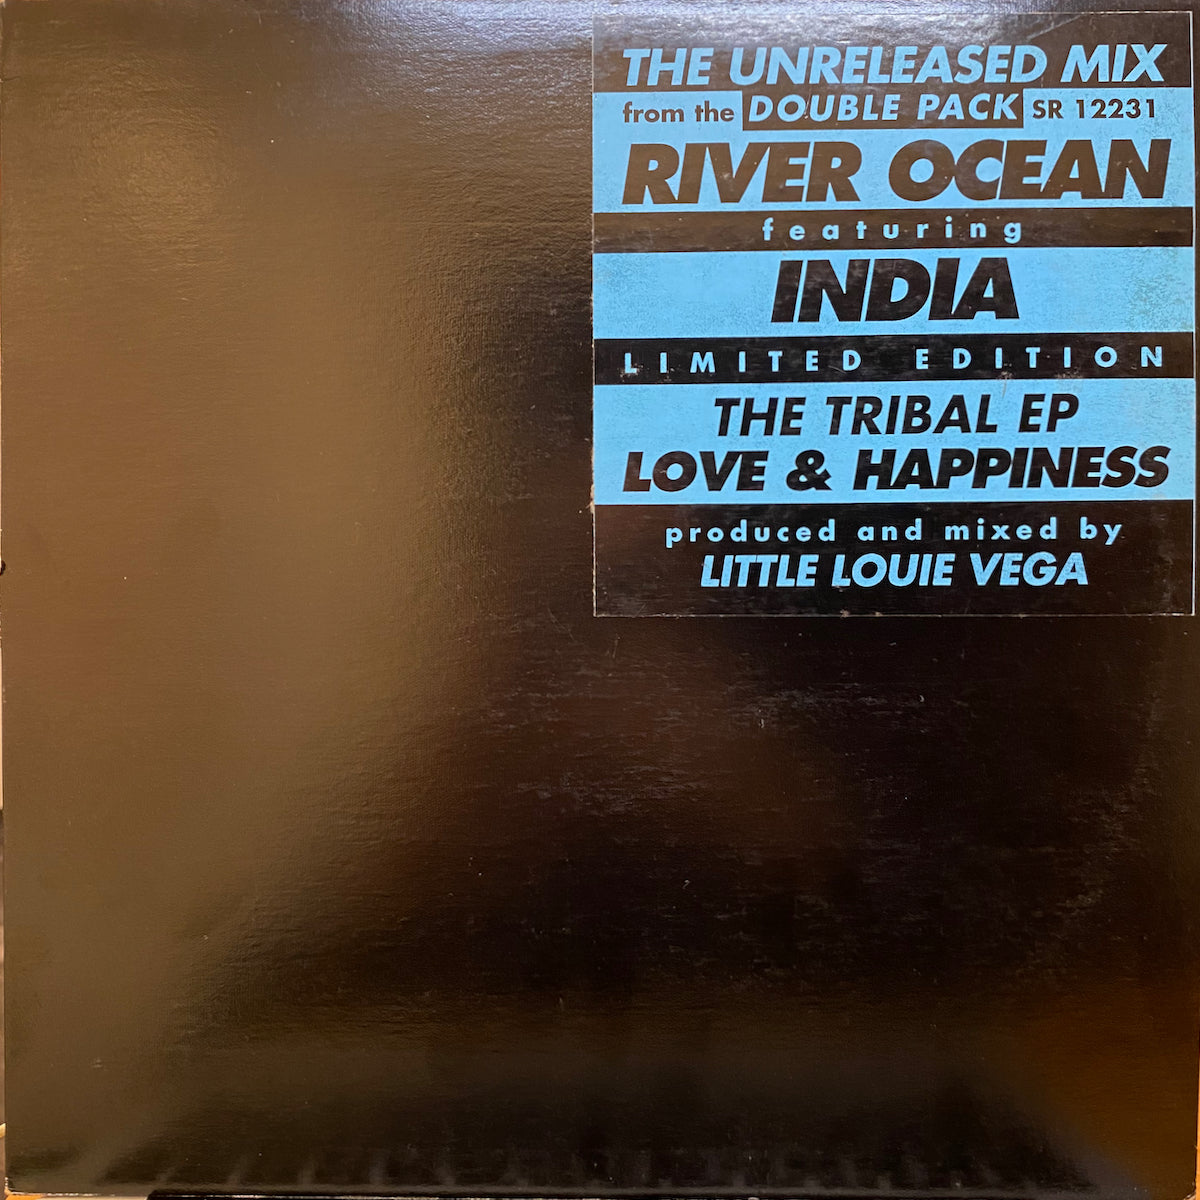 THE UNRELEASED MIX
from the DOUBLE PACK SR 12231
RIVER OCEAN
featuring
INDIA
LIMITED EDITION
THE TRIBAL EP
LOVE & HAPPINESS
produced and mixed by
LITTLE LOUIE VEGA